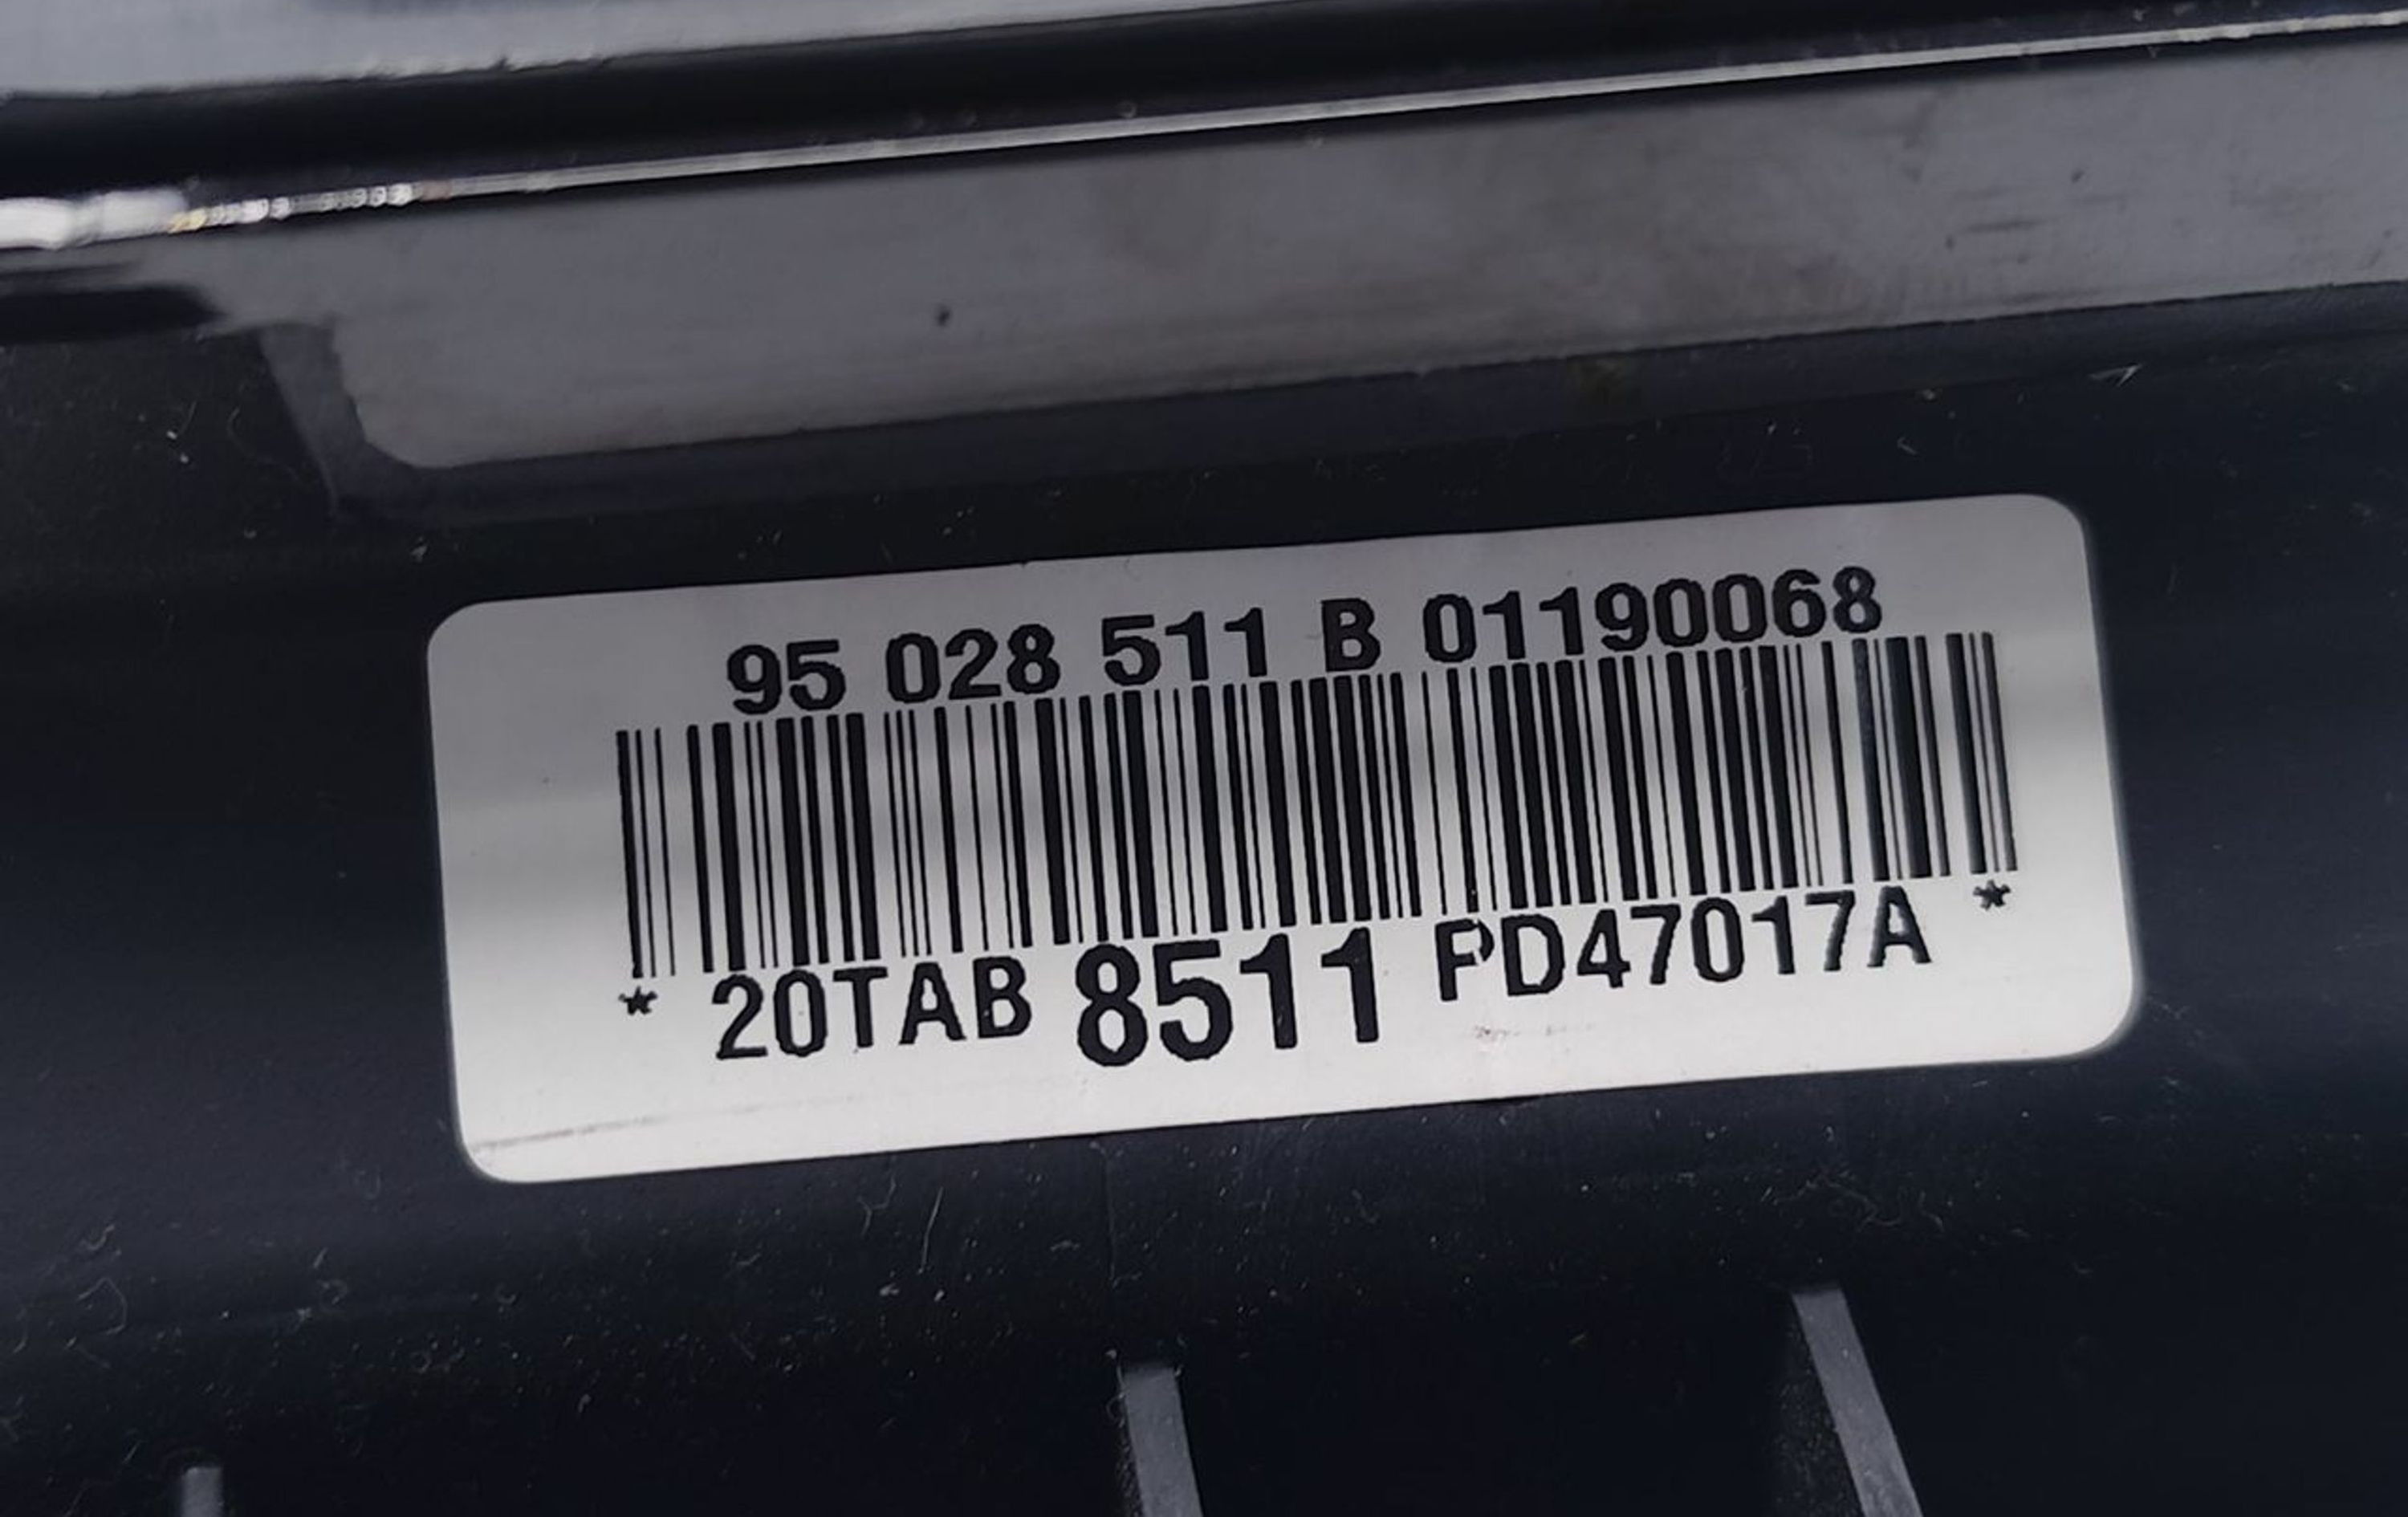 95 028 511 B 01190068
* 20TAB 8511 PD47017A *